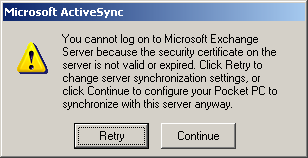 Microsoft ActiveSync
You cannot log on to Microsoft Exchange
Server because the security certificate on the
server is not valid or expired. Click Retry to
change server synchronization settings, or
click Continue to configure your Pocket PC to
synchronize with this server anyway.
Retry
Continue